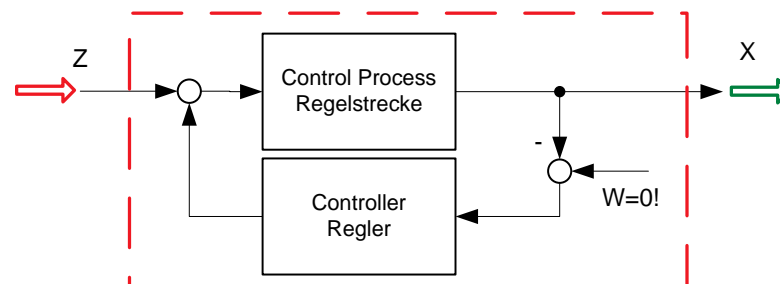 Z
X
Control Process
Regelstrecke
-
W=0!
Controller
Regler